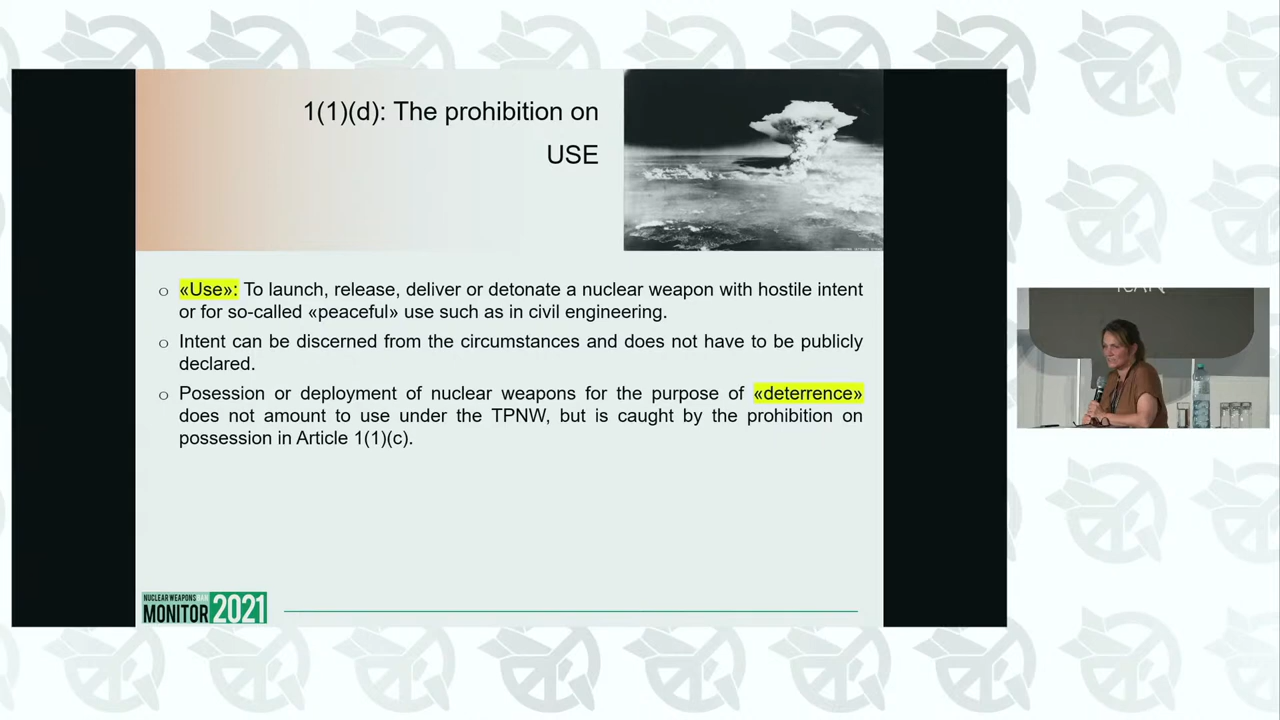 1(1)(d): The prohibition on
USE
«Use»: To launch, release, deliver or detonate a nuclear weapon with hostile intent
or for so-called «peaceful» use such as in civil engineering.
Intent can be discerned from the circumstances and does not have to be publicly
declared.
Posession or deployment of nuclear weapons for the purpose of «deterrence»
does not amount to use under the TPNW, but is caught by the prohibition on
possession in Article 1(1)(c).
NUCLEAR WEAPONS BAN
MONITOR 2021
ICAN